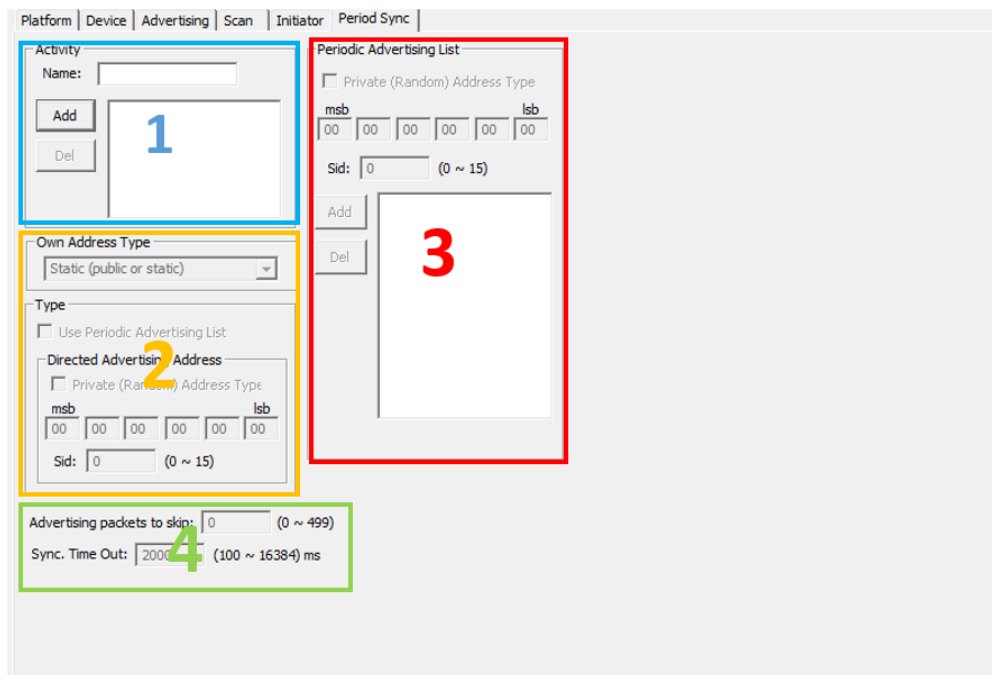 Platform Device Advertising Scan Initiator Period Sync
Activity
Name:
Add
Del
1
Own Address Type
Static (public or static)
Type
Use Periodic Advertising List
Directed Advertising Address
Private (Random) Address Type
msb lsb
00 00 00 00 00 00
Sid: 0 (0 ~ 15)
2
Periodic Advertising List
Private (Random) Address Type
msb lsb
00 00 00 00 00 00
Sid: 0 (0 ~ 15)
Add
Del
3
Advertising packets to skip: 0 (0 ~ 499)
Sync. Time Out: (100 ~ 16384) ms
4